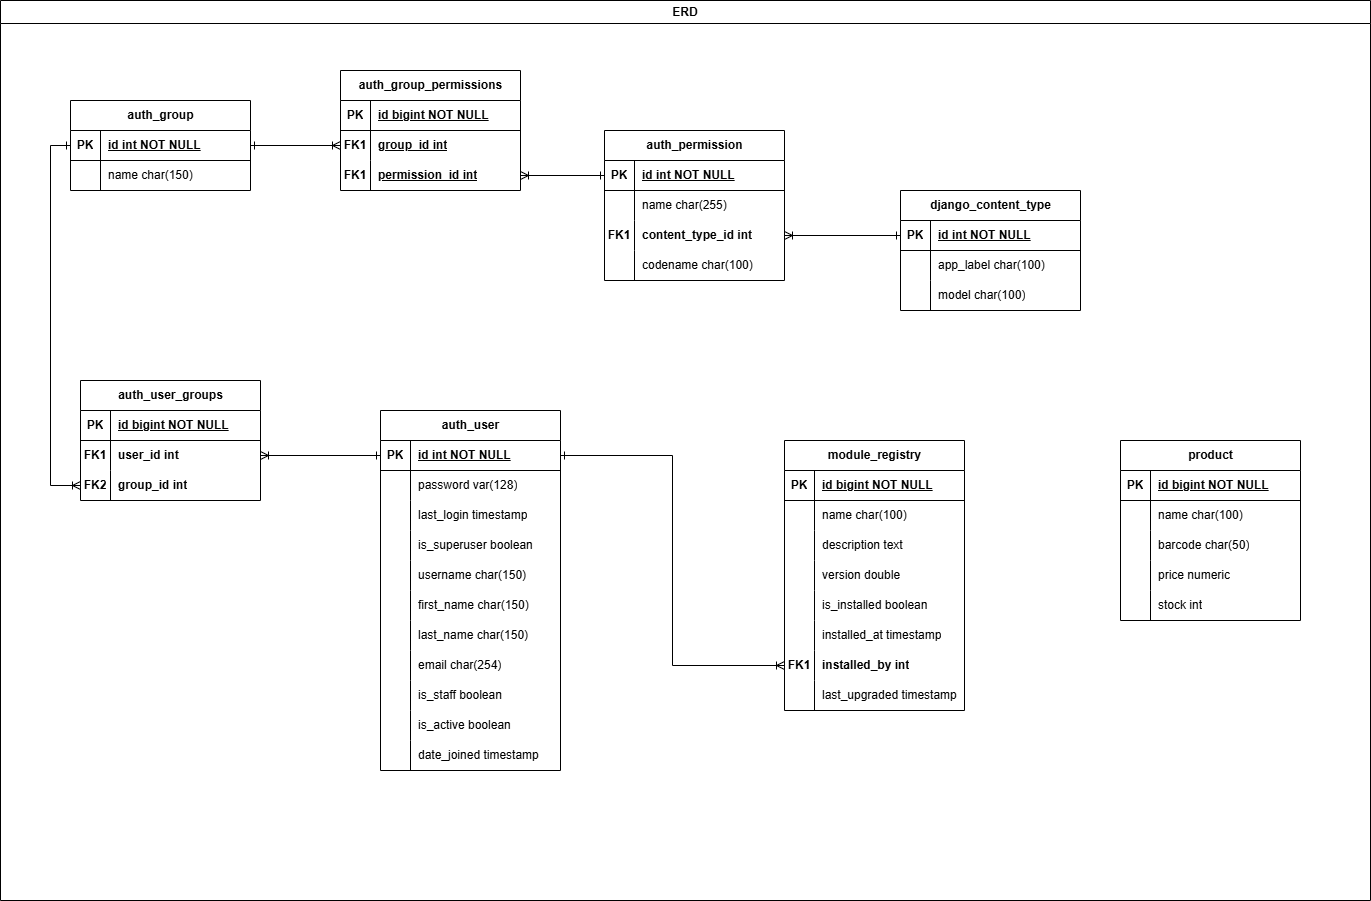 ERD
auth_group
PK id int NOT NULL
name char(150)
auth_group_permissions
PK id bigint NOT NULL
FK1 group_id int
FK1 permission_id int
auth_permission
PK id int NOT NULL
name char(255)
FK1 content_type_id int
codename char(100)
django_content_type
PK id int NOT NULL
app_label char(100)
model char(100)
auth_user_groups
PK id bigint NOT NULL
FK1 user_id int
FK2 group_id int
auth_user
PK id int NOT NULL
password var(128)
last_login timestamp
is_superuser boolean
username char(150)
first_name char(150)
last_name char(150)
email char(254)
is_staff boolean
is_active boolean
date_joined timestamp
module_registry
PK id bigint NOT NULL
name char(100)
description text
version double
is_installed boolean
installed_at timestamp
FK1 installed_by int
last_upgraded timestamp
product
PK id bigint NOT NULL
name char(100)
barcode char(50)
price numeric
stock int